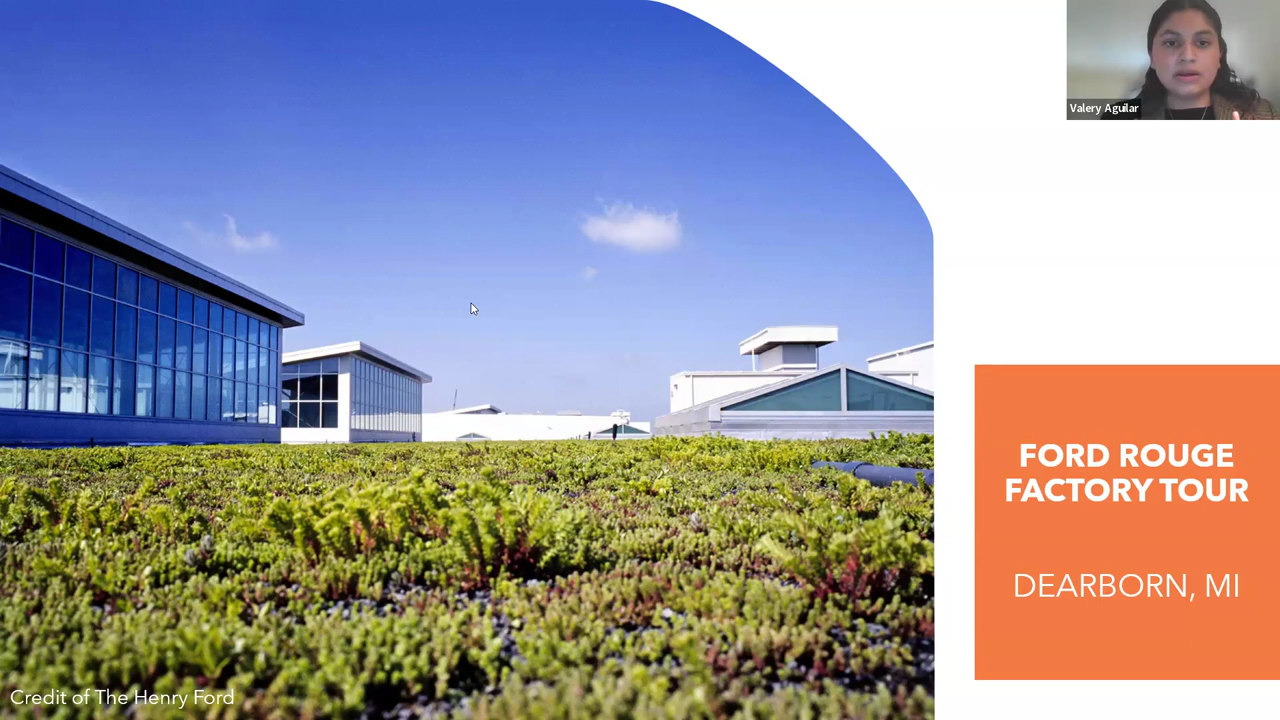 Valery Aguilar
FORD ROUGE
FACTORY TOUR
DEARBORN, MI
Credit of The Henry Ford